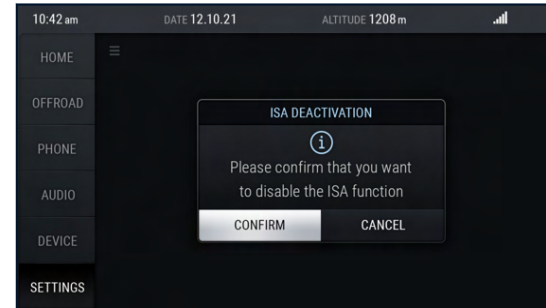 10:42 am DATE 12.10.21 ALTITUDE 1208 m
HOME
OFFROAD
PHONE
AUDIO
DEVICE
SETTINGS
ISA DEACTIVATION
Please confirm that you want
to disable the ISA function
CONFIRM CANCEL